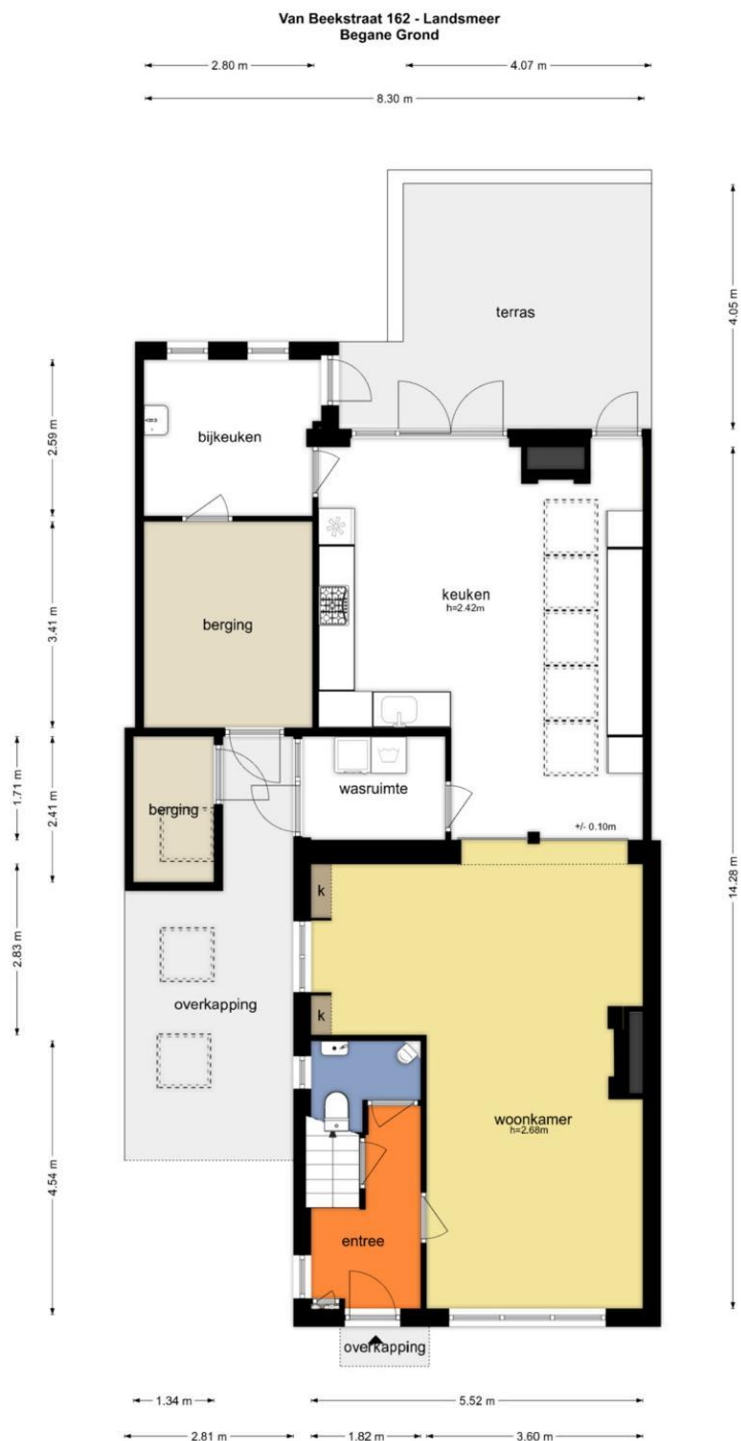 Van Beekstraat 162 - Landsmeer
Begane Grond
2.80 m
4.07 m
8.30 m
4.05 m
terras
2.59 m
bijkeuken
14.28 m
3.41 m
berging
keuken
h=2.42m
1.71 m
2.41 m
berging
wasruimte
+/- 0.10m
2.83 m
k
overkapping
k
4.54 m
woonkamer
h=2.68m
entree
overkapping
1.34 m
5.52 m
2.81 m
1.82 m
3.60 m